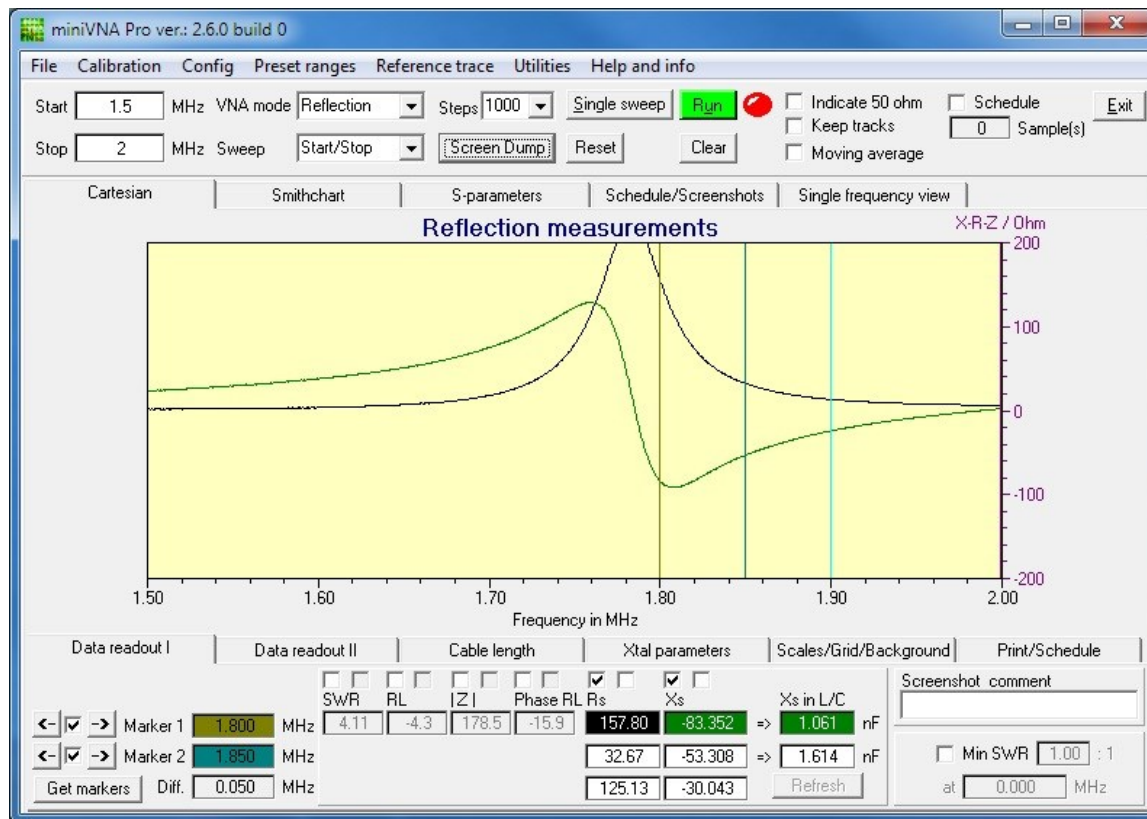 miniVNA Pro ver.: 2.6.0 build 0
File Calibration Config Preset ranges Reference trace Utilities Help and info
Start 1.5 MHz VNA mode Reflection Steps 1000 Single sweep Run Indicate 50 ohm Schedule Exit
Keep tracks 0 Sample(s)
Stop 2 MHz Sweep Start/Stop Screen Dump Reset Clear Moving average
Cartesian Smithchart S-parameters Schedule/Screenshots Single frequency view
Reflection measurements X-R-Z / Ohm
200
100
0
-100
-200
1.50 1.60 1.70 1.80 1.90 2.00
Frequency in MHz
Data readout I Data readout II Cable length Xtal parameters Scales/Grid/Background Print/Schedule
Screenshot comment
SWR RL |Z| Phase RL Rs Xs Xs in L/C
<- -> Marker 1 1.800 MHz 4.11 -4.3 178.5 -15.9 157.80 -83.352 => 1.061 nF
<- -> Marker 2 1.850 MHz 32.67 -53.308 => 1.614 nF Min SWR 1.00 : 1
Get markers Diff. 0.050 MHz 125.13 -30.043 Refresh at 0.000 MHz